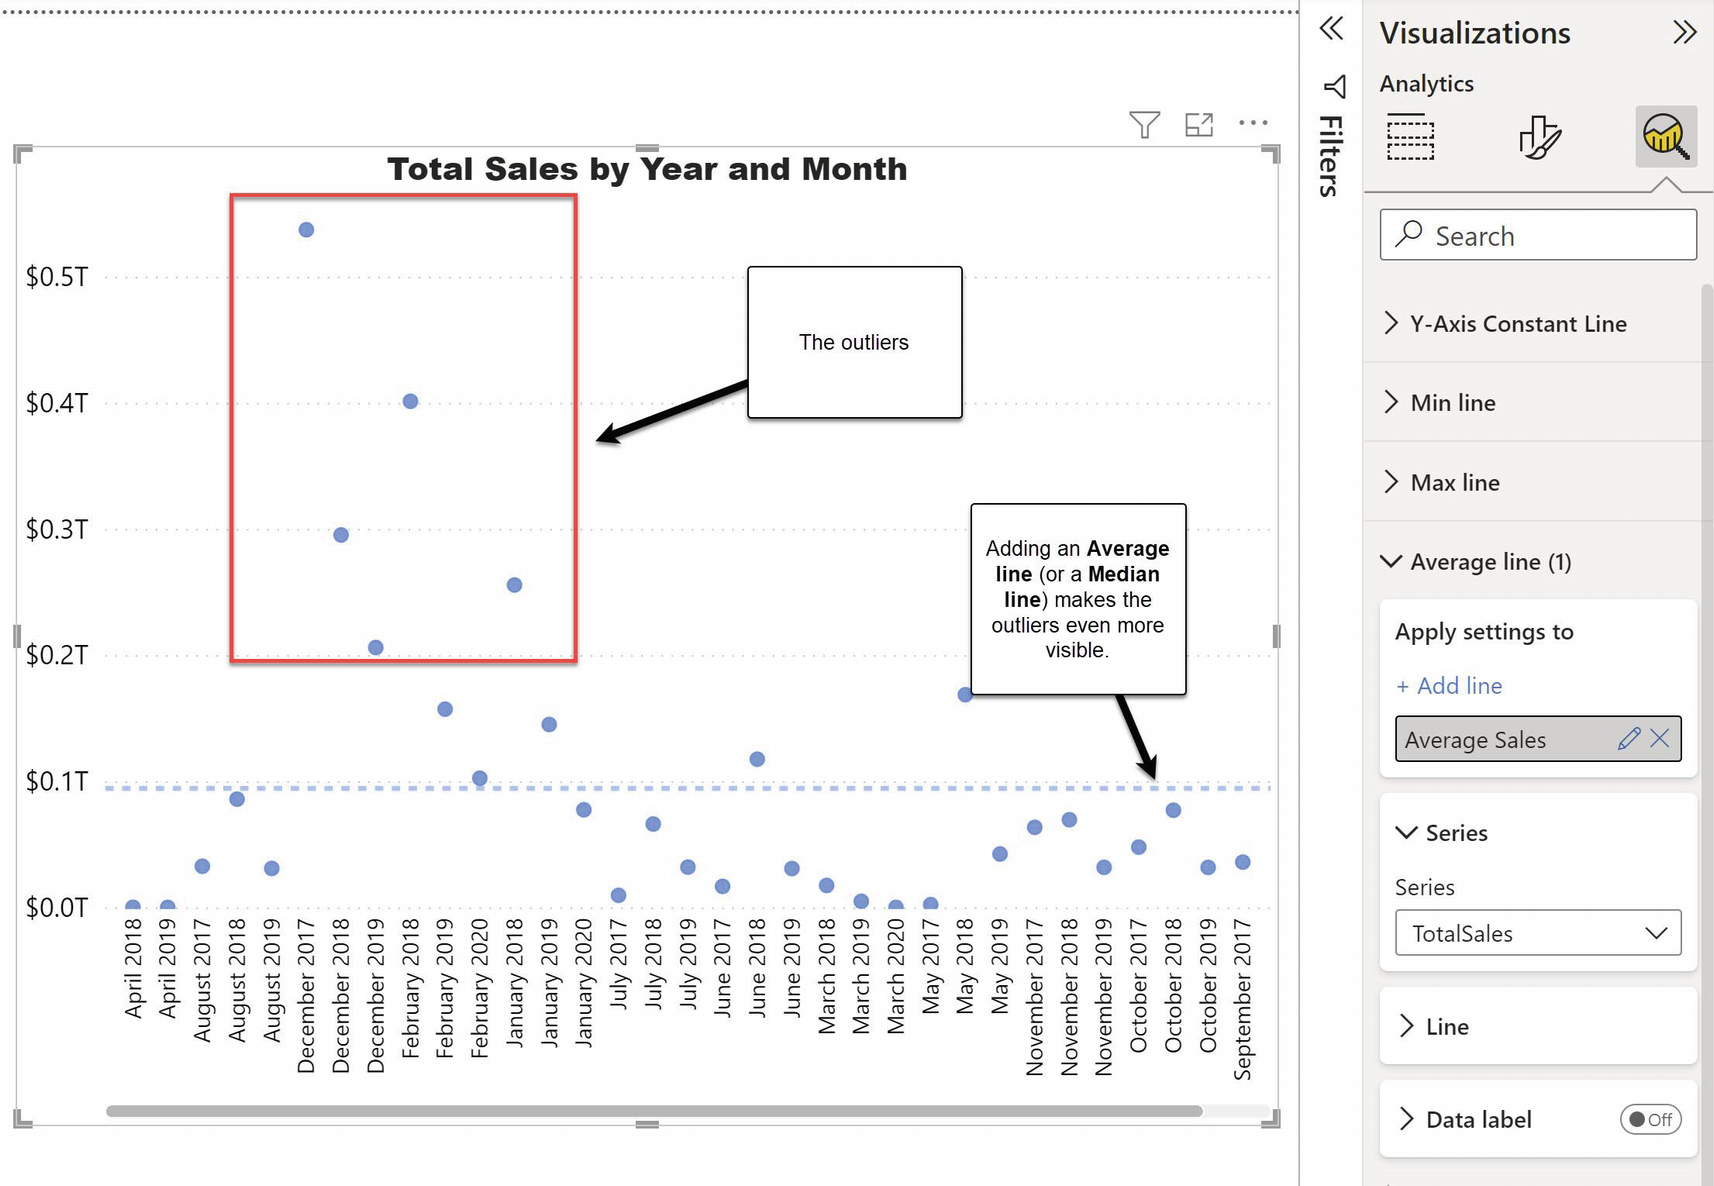 Total Sales by Year and Month
$0.5T
$0.4T
$0.3T
$0.2T
$0.1T
$0.0T
The outliers
Adding an Average
line (or a Median
line) makes the
outliers even more
visible.
April 2018
April 2019
August 2017
August 2018
August 2019
December 2017
December 2018
December 2019
February 2018
February 2019
February 2020
January 2018
January 2019
January 2020
July 2017
July 2018
July 2019
June 2017
June 2018
June 2019
March 2018
March 2019
March 2020
May 2017
May 2018
May 2019
November 2017
November 2018
November 2019
October 2017
October 2018
October 2019
September 2017
Filters
Visualizations
Analytics
Search
Y-Axis Constant Line
Min line
Max line
Average line (1)
Apply settings to
+ Add line
Average Sales
Series
Series
TotalSales
Line
Data label
Off